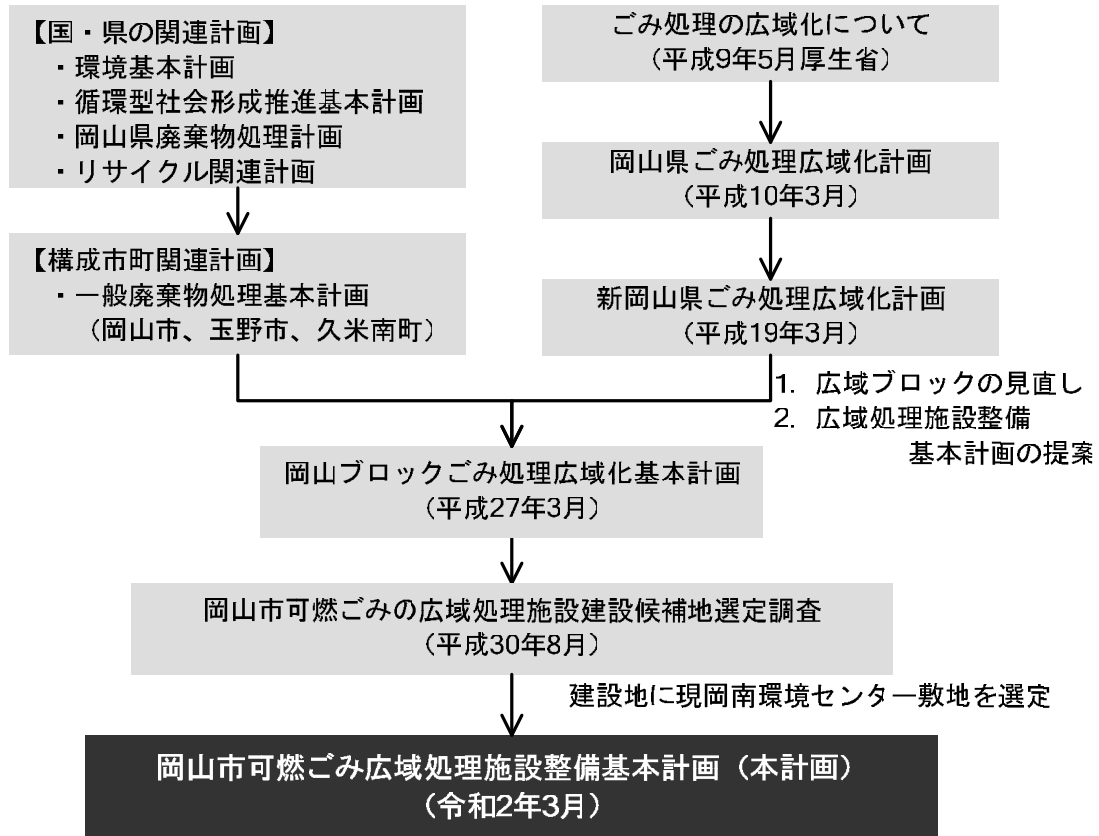 【国・県の関連計画】
・環境基本計画
・循環型社会形成推進基本計画
・岡山県廃棄物処理計画
・リサイクル関連計画
【構成市町関連計画】
・一般廃棄物処理基本計画
（岡山市、玉野市、久米南町）
ごみ処理の広域化について
（平成9年5月厚生省）
岡山県ごみ処理広域化計画
（平成10年3月）
新岡山県ごみ処理広域化計画
（平成19年3月）
1. 広域ブロックの見直し
2. 広域処理施設整備
基本計画の提案
岡山ブロックごみ処理広域化基本計画
（平成27年3月）
岡山市可燃ごみの広域処理施設建設候補地選定調査
（平成30年8月）
建設地に現岡南環境センター敷地を選定
岡山市可燃ごみ広域処理施設整備基本計画（本計画）
（令和2年3月）